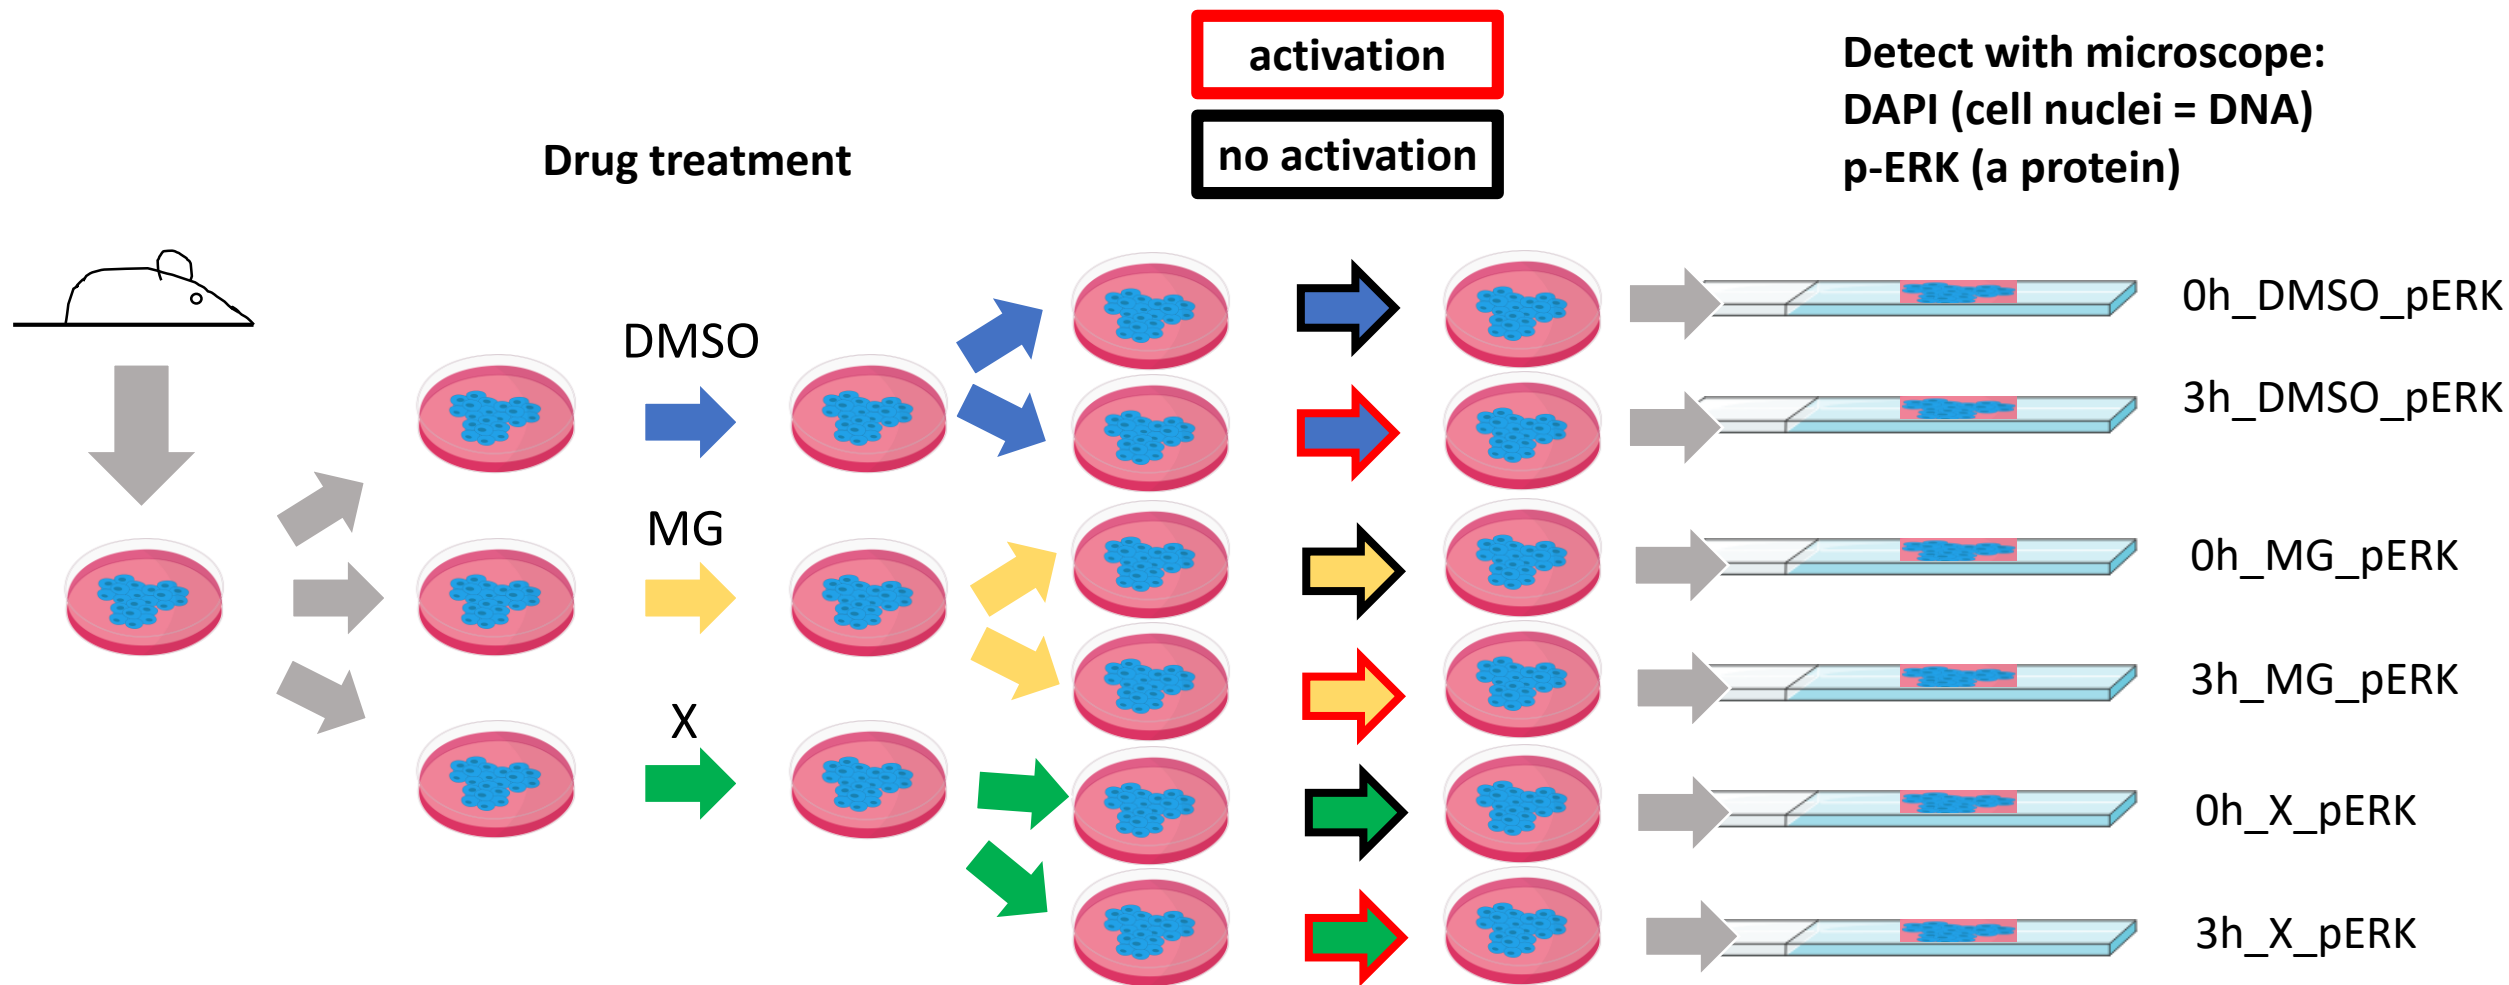 activation
no activation
Detect with microscope:
DAPI (cell nuclei = DNA)
p-ERK (a protein)
Drug treatment
DMSO
MG
X
0h_DMSO_pERK
3h_DMSO_pERK
0h_MG_pERK
3h_MG_pERK
0h_X_pERK
3h_X_pERK